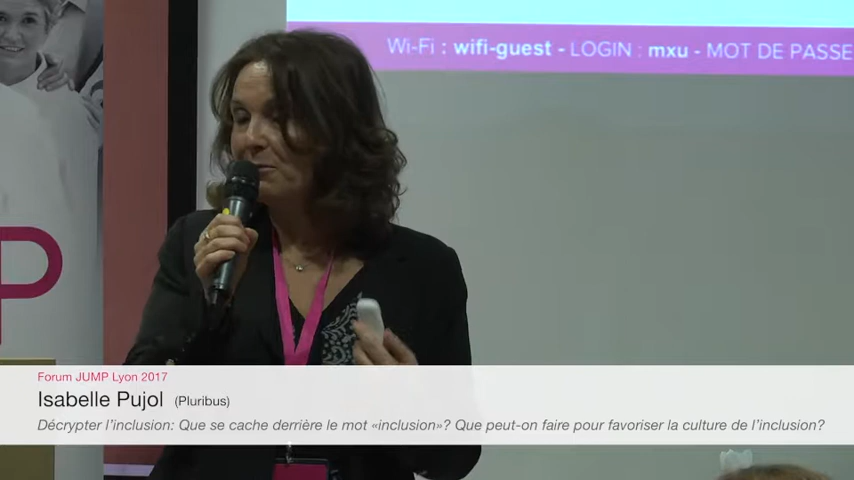 Wi-Fi : wifi-guest - LOGIN : mxu - MOT DE PASSE
P
Forum JUMP Lyon 2017
Isabelle Pujol (Pluribus)
Décrypter l'inclusion: Que se cache derrière le mot «inclusion»? Que peut-on faire pour favoriser la culture de l'inclusion?